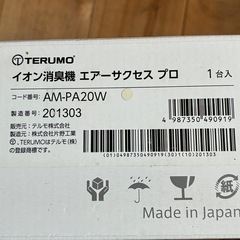 TERUMO
イオン消臭機 エアーサクセス プロ 1台入
コード番号: AM-PA20W
製造番号: 201303
4 987350 490919
販売元:テルモ株式会社
製造元:株式会社片野工業
®、TERUMOはテルモ(株)の登録商標です。
(01)04987350490919(30)1(10)201303
Made in Japan